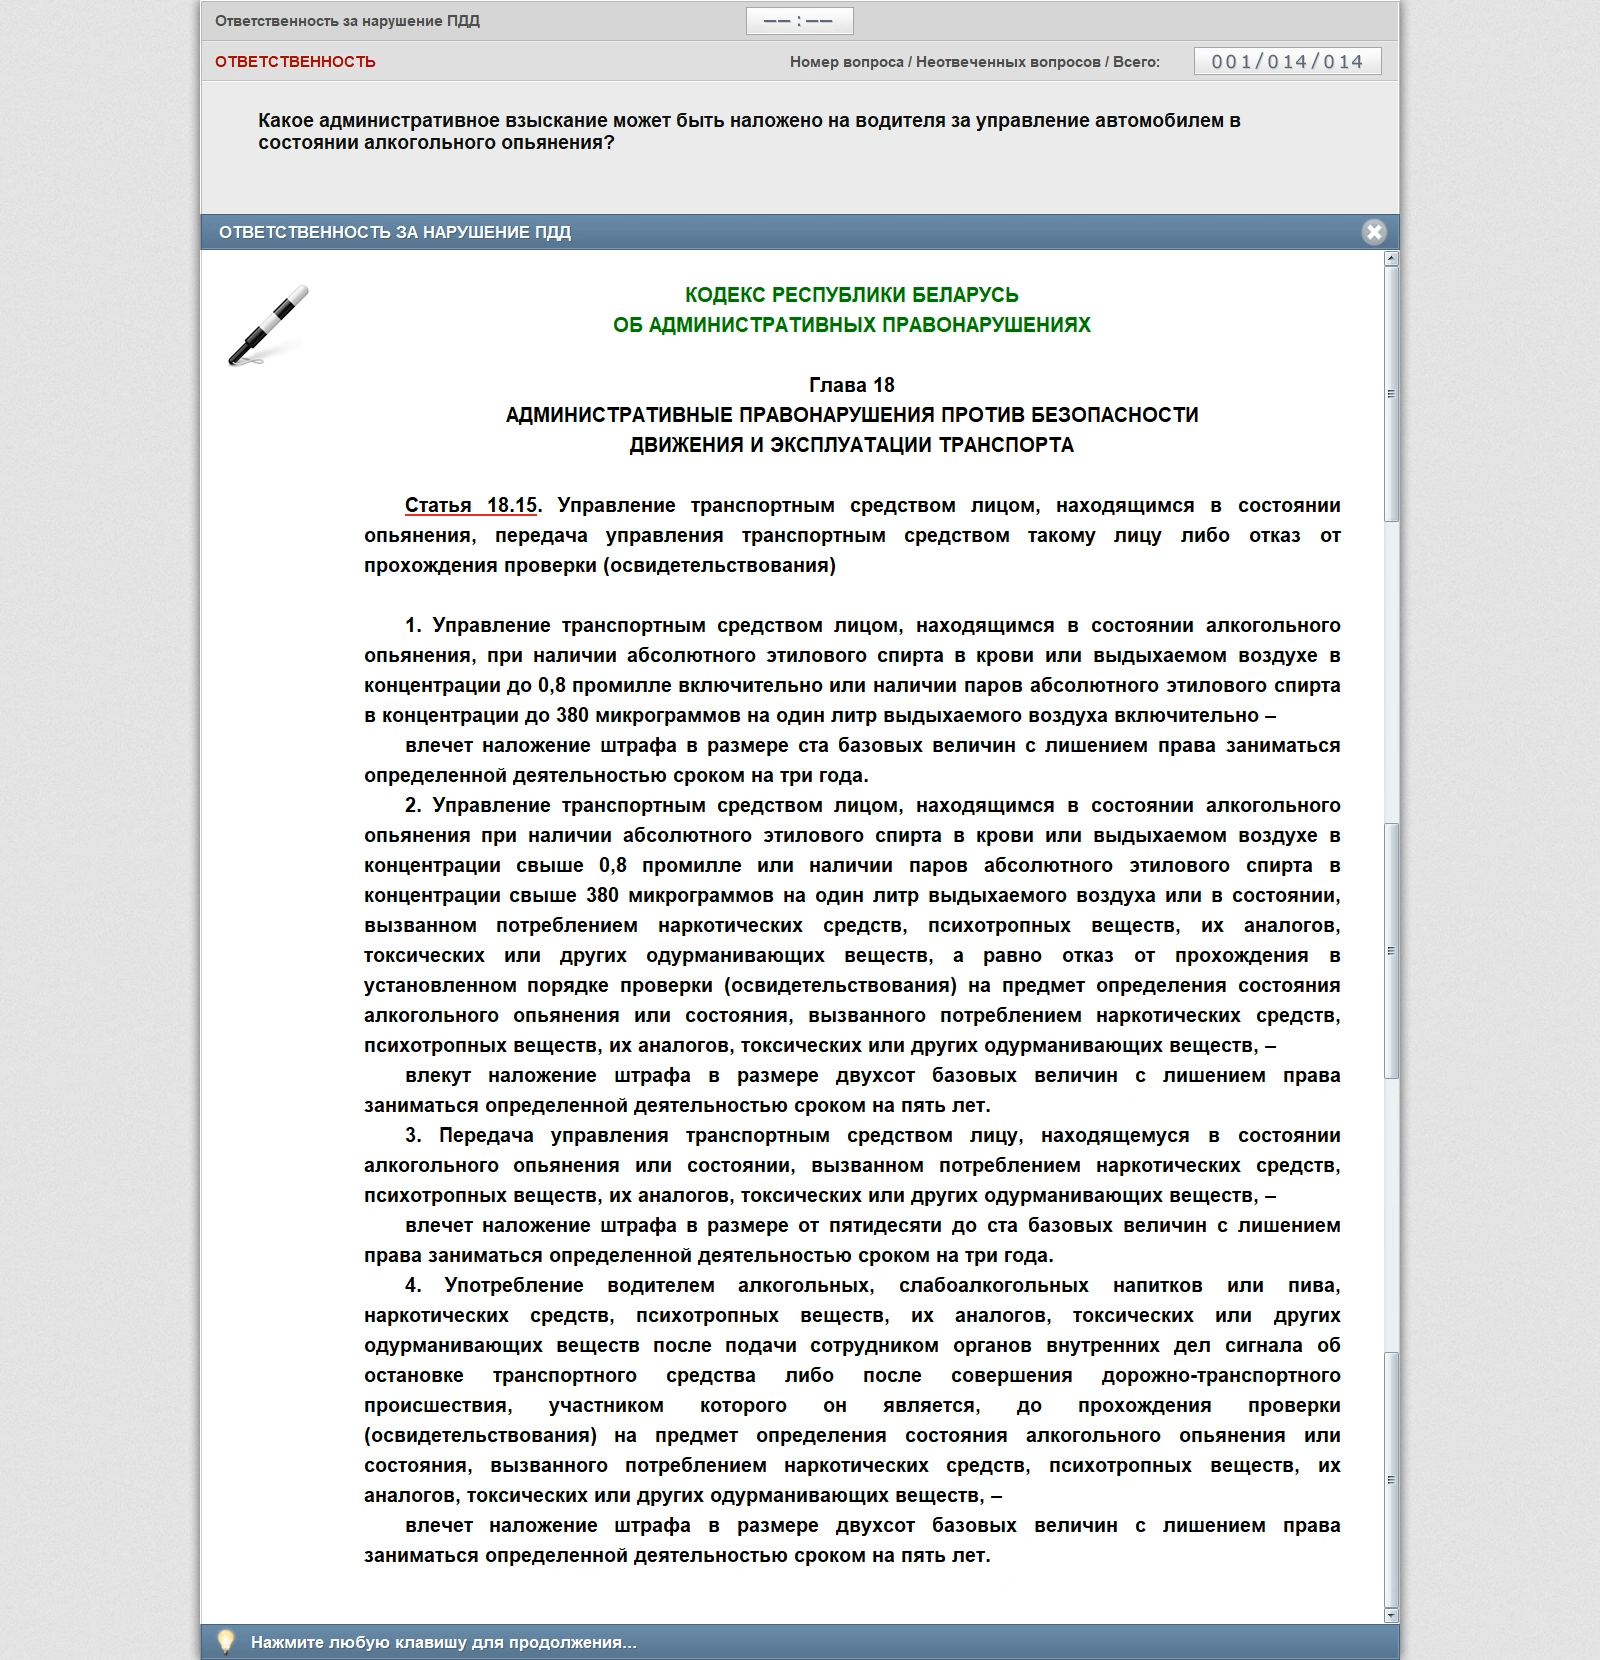 Ответственность за нарушение ПДД
––:––
ОТВЕТСТВЕННОСТЬ
Номер вопроса / Неотвеченных вопросов / Всего:
001/014/014
Какое административное взыскание может быть наложено на водителя за управление автомобилем в
состоянии алкогольного опьянения?
ОТВЕТСТВЕННОСТЬ ЗА НАРУШЕНИЕ ПДД
КОДЕКС РЕСПУБЛИКИ БЕЛАРУСЬ
ОБ АДМИНИСТРАТИВНЫХ ПРАВОНАРУШЕНИЯХ
Глава 18
АДМИНИСТРАТИВНЫЕ ПРАВОНАРУШЕНИЯ ПРОТИВ БЕЗОПАСНОСТИ
ДВИЖЕНИЯ И ЭКСПЛУАТАЦИИ ТРАНСПОРТА
Статья 18.15. Управление транспортным средством лицом, находящимся в состоянии
опьянения, передача управления транспортным средством такому лицу либо отказ от
прохождения проверки (освидетельствования)
1. Управление транспортным средством лицом, находящимся в состоянии алкогольного
опьянения, при наличии абсолютного этилового спирта в крови или выдыхаемом воздухе в
концентрации до 0,8 промилле включительно или наличии паров абсолютного этилового спирта
в концентрации до 380 микрограммов на один литр выдыхаемого воздуха включительно –
влечет наложение штрафа в размере ста базовых величин с лишением права заниматься
определенной деятельностью сроком на три года.
2. Управление транспортным средством лицом, находящимся в состоянии алкогольного
опьянения при наличии абсолютного этилового спирта в крови или выдыхаемом воздухе в
концентрации свыше 0,8 промилле или наличии паров абсолютного этилового спирта в
концентрации свыше 380 микрограммов на один литр выдыхаемого воздуха или в состоянии,
вызванном потреблением наркотических средств, психотропных веществ, их аналогов,
токсических или других одурманивающих веществ, а равно отказ от прохождения в
установленном порядке проверки (освидетельствования) на предмет определения состояния
алкогольного опьянения или состояния, вызванного потреблением наркотических средств,
психотропных веществ, их аналогов, токсических или других одурманивающих веществ, –
влекут наложение штрафа в размере двухсот базовых величин с лишением права
заниматься определенной деятельностью сроком на пять лет.
3. Передача управления транспортным средством лицу, находящемуся в состоянии
алкогольного опьянения или состоянии, вызванном потреблением наркотических средств,
психотропных веществ, их аналогов, токсических или других одурманивающих веществ, –
влечет наложение штрафа в размере от пятидесяти до ста базовых величин с лишением
права заниматься определенной деятельностью сроком на три года.
4. Употребление водителем алкогольных, слабоалкогольных напитков или пива,
наркотических средств, психотропных веществ, их аналогов, токсических или других
одурманивающих веществ после подачи сотрудником органов внутренних дел сигнала об
остановке транспортного средства либо после совершения дорожно-транспортного
происшествия, участником которого он является, до прохождения проверки
(освидетельствования) на предмет определения состояния алкогольного опьянения или
состояния, вызванного потреблением наркотических средств, психотропных веществ, их
аналогов, токсических или других одурманивающих веществ, –
влечет наложение штрафа в размере двухсот базовых величин с лишением права
заниматься определенной деятельностью сроком на пять лет.
Нажмите любую клавишу для продолжения...